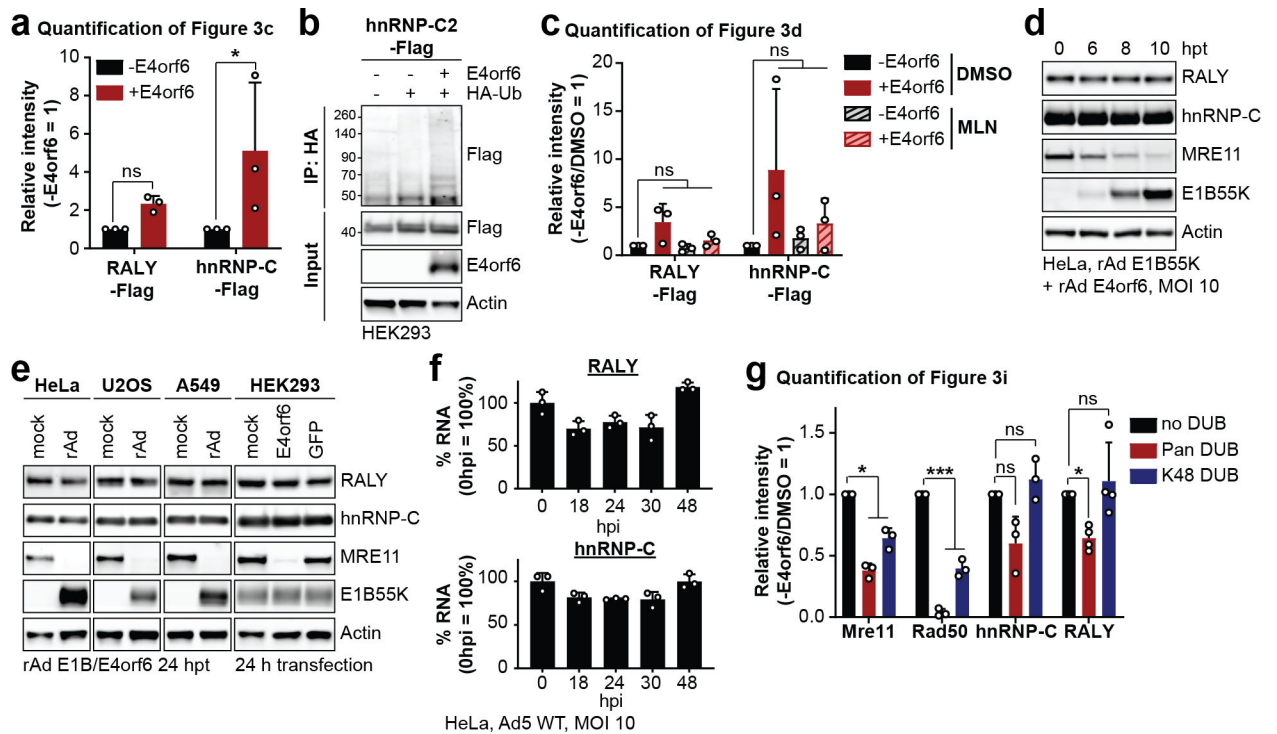 a Quantification of Figure 3c
Relative intensity
(-E4orf6 = 1)
10
8
6
4
2
0
-E4orf6
+E4orf6
ns
*
RALY
-Flag
hnRNP-C
-Flag
b
hnRNP-C2
-Flag
- - + E4orf6
- + + HA-Ub
IP: HA
260
140
90
70
50
Flag
Input
40
Flag
E4orf6
Actin
HEK293
c Quantification of Figure 3d
Relative intensity
(-E4orf6/DMSO = 1)
20
15
10
5
0
ns
ns
-E4orf6
+E4orf6
DMSO
-E4orf6
+E4orf6
MLN
RALY
-Flag
hnRNP-C
-Flag
d
0 6 8 10 hpt
RALY
hnRNP-C
MRE11
E1B55K
Actin
HeLa, rAd E1B55K
+ rAd E4orf6, MOI 10
e
HeLa U2OS A549 HEK293
mock rAd mock rAd mock rAd mock E4orf6 GFP
RALY
hnRNP-C
MRE11
E1B55K
Actin
rAd E1B/E4orf6 24 hpt 24 h transfection
f
RALY
% RNA
(0hpi = 100%)
100
50
0
0 18 24 30 48
hpi
hnRNP-C
% RNA
(0hpi = 100%)
100
50
0
0 18 24 30 48
hpi
HeLa, Ad5 WT, MOI 10
g Quantification of Figure 3i
Relative intensity
(-E4orf6/DMSO = 1)
1.5
1.0
0.5
0.0
*
***
ns
ns
ns
*
no DUB
Pan DUB
K48 DUB
Mre11 Rad50 hnRNP-C RALY